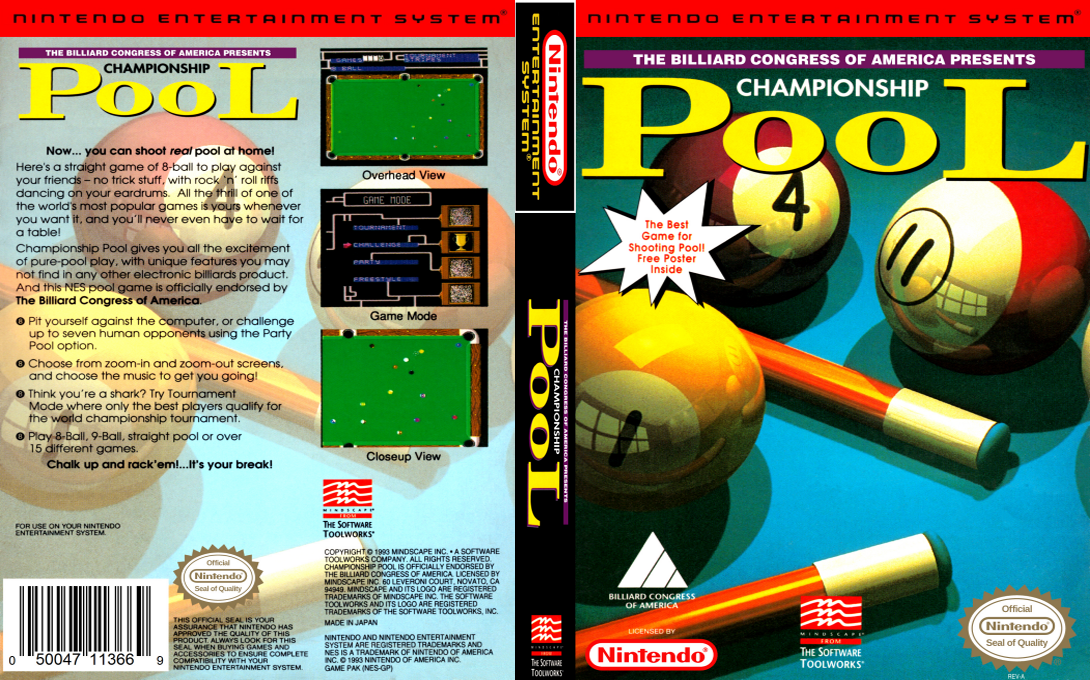 NINTENDO ENTERTAINMENT SYSTEM®
THE BILLIARD CONGRESS OF AMERICA PRESENTS
CHAMPIONSHIP
POOL
Now... you can shoot real pool at home!
Here's a straight game of 8-ball to play against
your friends – no trick stuff, with rock 'n' roll riffs
dancing on your eardrums. All the thrill of one of
the world's most popular games is yours whenever
you want it, and you'll never even have to wait for
a table!
Championship Pool gives you all the excitement
of pure-pool play, with unique features you may
not find in any other electronic billiards product.
And this NES pool game is officially endorsed by
The Billiard Congress of America.
8 Pit yourself against the computer, or challenge
up to seven human opponents using the Party
Pool option.
8 Choose from zoom-in and zoom-out screens,
and choose the music to get you going!
8 Think you're a shark? Try Tournament
Mode where only the best players qualify for
the world championship tournament.
8 Play 8-Ball, 9-Ball, straight pool or over
15 different games.
Chalk up and rack'em!...It's your break!
FOR USE ON YOUR NINTENDO
ENTERTAINMENT SYSTEM.
0 50047 11366 9
Official
Nintendo
Seal of Quality
THIS OFFICIAL SEAL IS YOUR
ASSURANCE THAT NINTENDO HAS
APPROVED THE QUALITY OF THIS
PRODUCT. ALWAYS LOOK FOR THIS
SEAL WHEN BUYING GAMES AND
ACCESSORIES TO ENSURE COMPLETE
COMPATIBILITY WITH YOUR
NINTENDO ENTERTAINMENT SYSTEM.
GAMES
TOURNAMENT
STRIPES
BALL
Overhead View
GAME MODE
TOURNAMENT
CHALLENGE
PARTY
FREESTYLE
Game Mode
Closeup View
MINDSCAPE
FROM
THE SOFTWARE
TOOLWORKS®
COPYRIGHT © 1993 MINDSCAPE INC. • A SOFTWARE
TOOLWORKS COMPANY. ALL RIGHTS RESERVED.
CHAMPIONSHIP POOL IS OFFICIALLY ENDORSED BY
THE BILLIARD CONGRESS OF AMERICA. LICENSED BY
MINDSCAPE INC. 60 LEVERONI COURT, NOVATO, CA
94949. MINDSCAPE AND ITS LOGO ARE REGISTERED
TRADEMARKS OF MINDSCAPE INC. THE SOFTWARE
TOOLWORKS AND ITS LOGO ARE REGISTERED
TRADEMARKS OF THE SOFTWARE TOOLWORKS, INC.
MADE IN JAPAN
NINTENDO AND NINTENDO ENTERTAINMENT
SYSTEM ARE REGISTERED TRADEMARKS AND
NES IS A TRADEMARK OF NINTENDO OF AMERICA
INC. © 1993 NINTENDO OF AMERICA INC.
GAME PAK (NES-GP)
Nintendo®
ENTERTAINMENT
SYSTEM®
THE BILLIARD CONGRESS OF AMERICA PRESENTS
CHAMPIONSHIP
POOL
MINDSCAPE
FROM
THE SOFTWARE
TOOLWORKS
NINTENDO ENTERTAINMENT SYSTEM®
THE BILLIARD CONGRESS OF AMERICA PRESENTS
CHAMPIONSHIP
POOL
4
11
1
The Best
Game for
Shooting Pool!
Free Poster
Inside
BILLIARD CONGRESS
OF AMERICA
LICENSED BY
Nintendo®
MINDSCAPE
FROM
THE SOFTWARE
TOOLWORKS®
Official
Nintendo
Seal of Quality
REV-A